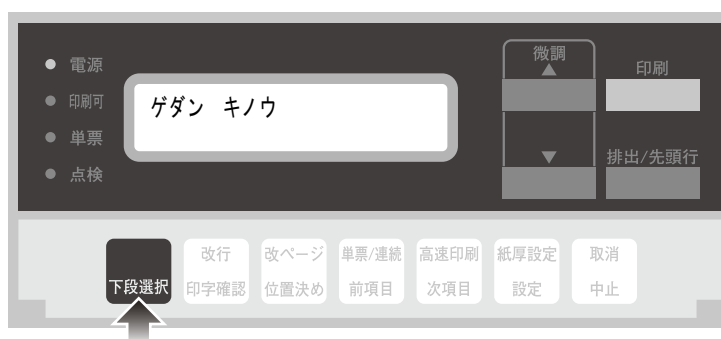 電源
印刷可
単票
点検
ゲダン キノウ
微調
▲
▼
印刷
排出/先頭行
下段選択
改行
印字確認
改ページ
位置決め
単票/連続
前項目
高速印刷
次項目
紙厚設定
設定
取消
中止